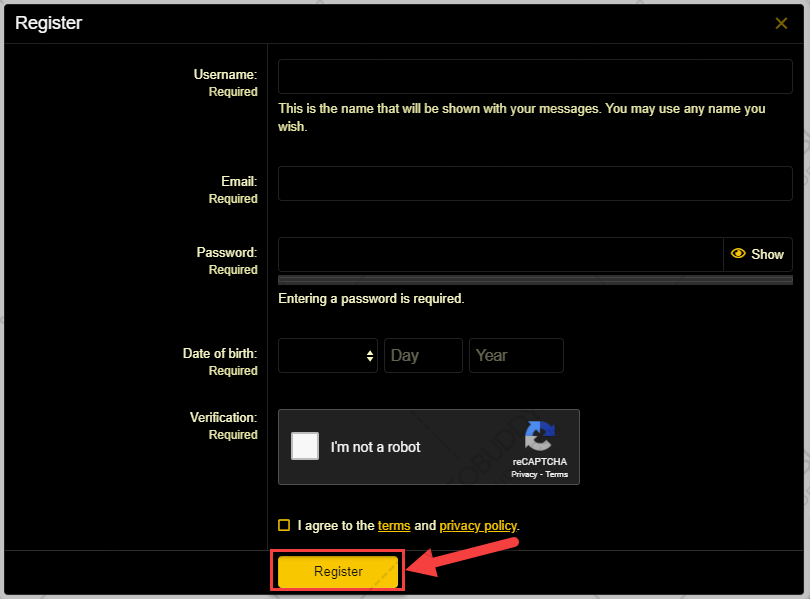 Register
Username:
Required
This is the name that will be shown with your messages. You may use any name you
wish.
Email:
Required
Password:
Required
Show
Entering a password is required.
Date of birth:
Required
Day
Year
Verification:
Required
I'm not a robot
reCAPTCHA
Privacy - Terms
I agree to the terms and privacy policy.
Register